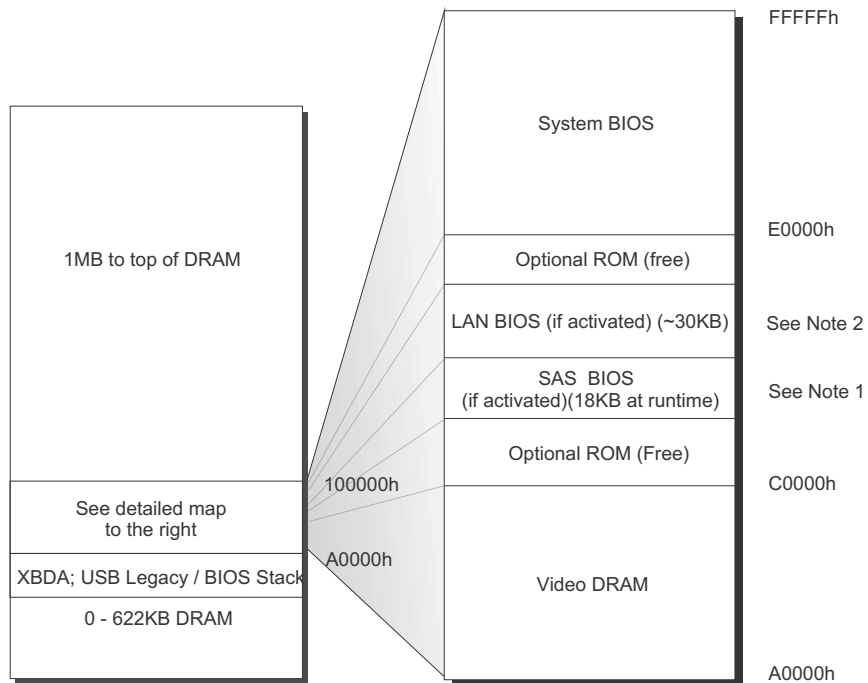 FFFFFh
System BIOS
1MB to top of DRAM
E0000h
Optional ROM (free)
LAN BIOS (if activated) (~30KB)
See Note 2
SAS BIOS
(if activated)(18KB at runtime)
See Note 1
Optional ROM (Free)
100000h
C0000h
See detailed map
to the right
A0000h
XBDA; USB Legacy / BIOS Stack
Video DRAM
0 - 622KB DRAM
A0000h